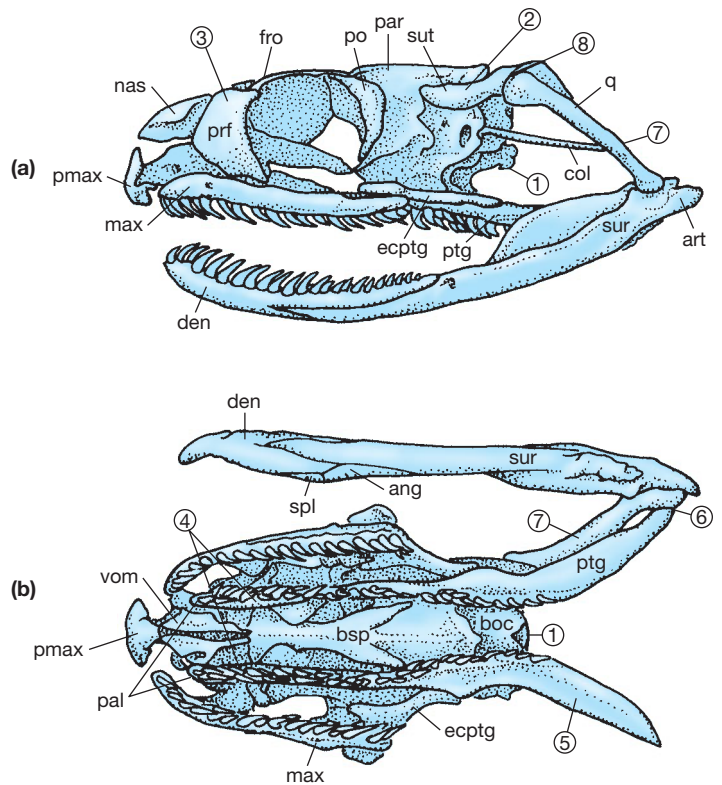 ③ fro po par sut ② ⑧
nas q
prf
(a) ⑦
pmax ① col
max
ecptg ptg sur art
den
den
sur
spl ang ⑥
④ ⑦
ptg
vom
(b)
bsp boc ①
pmax
pal
ecptg ⑤
max